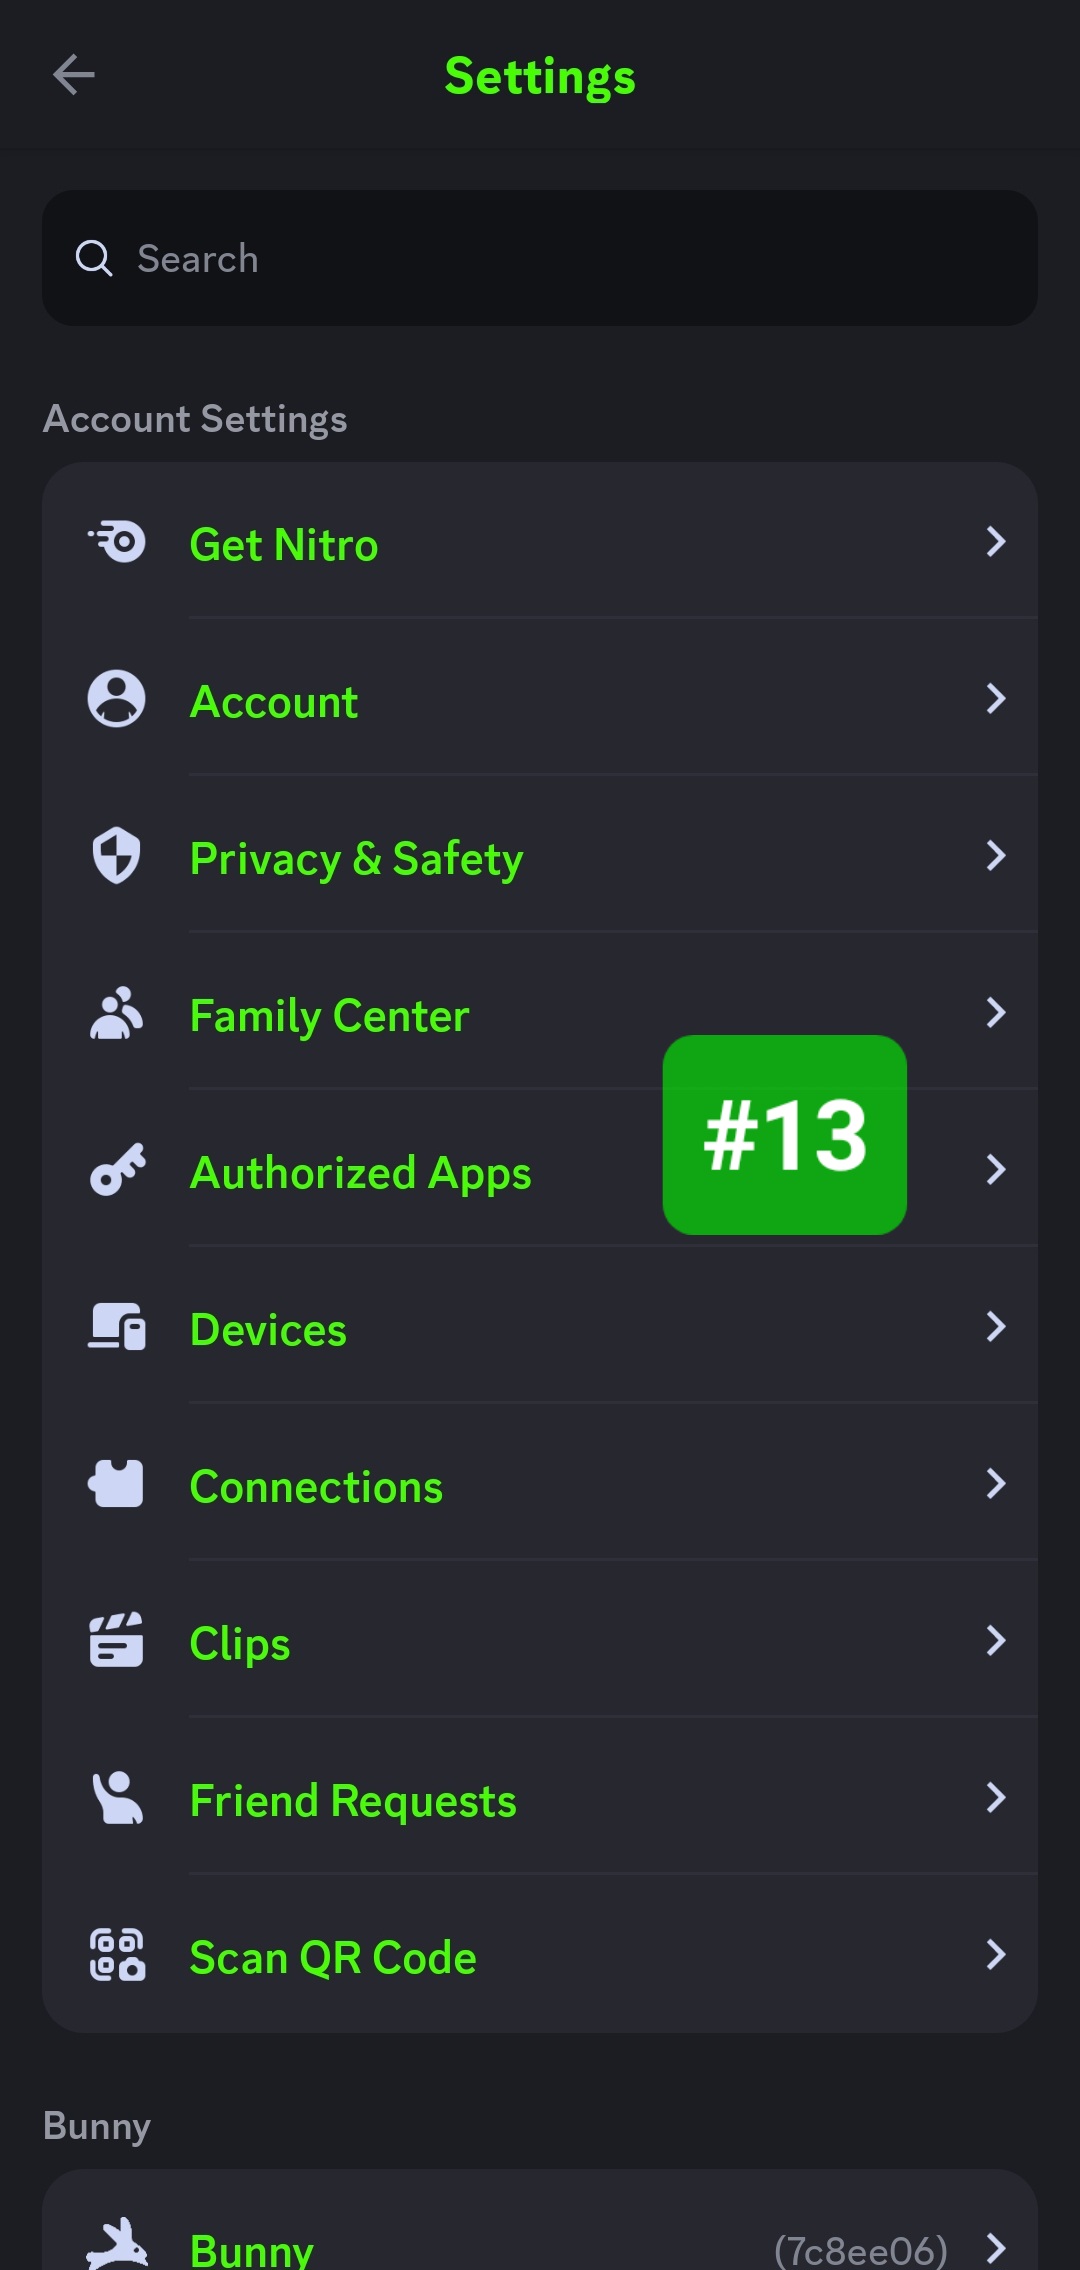 Settings
Search
Account Settings
Get Nitro
Account
Privacy & Safety
Family Center
#13
Authorized Apps
Devices
Connections
Clips
Friend Requests
Scan QR Code
Bunny
Bunny (7c8ee06)